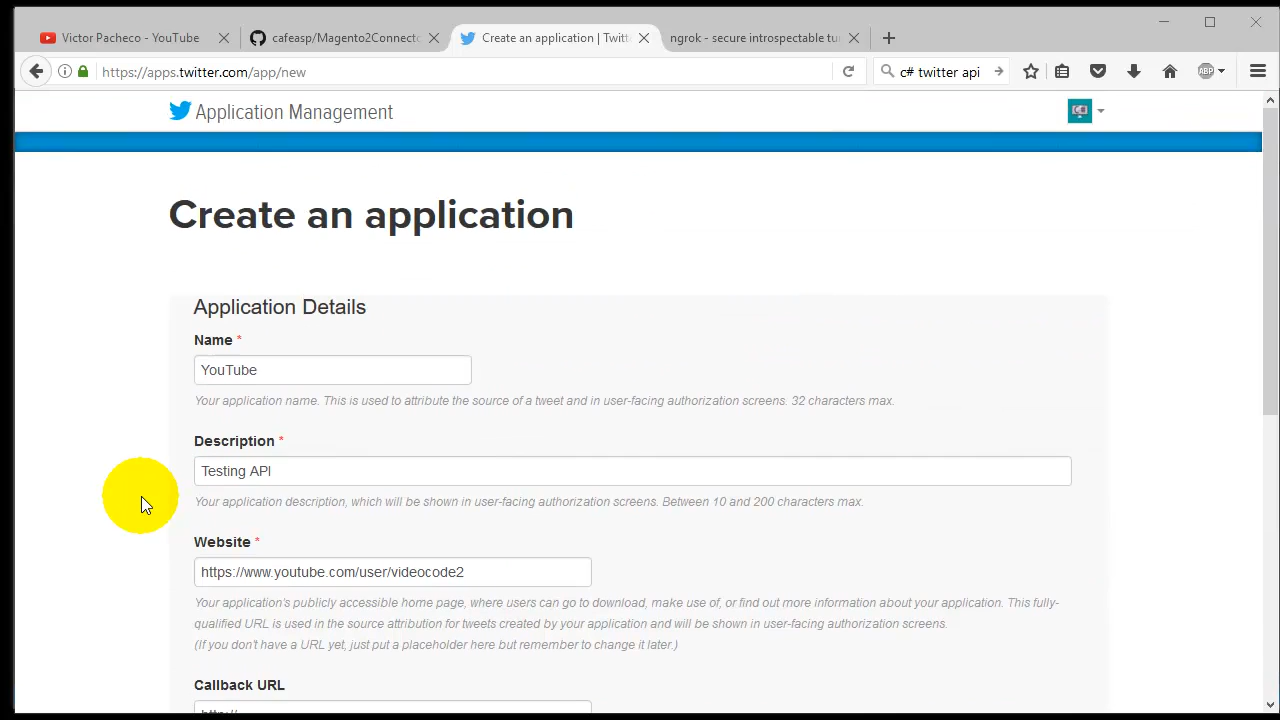 Victor Pacheco - YouTube
cafeasp/Magento2Connecto
Create an application | Twitt
ngrok - secure introspectable tu
https://apps.twitter.com/app/new
c# twitter api
ABP
Application Management
Create an application
Application Details
Name *
YouTube
Your application name. This is used to attribute the source of a tweet and in user-facing authorization screens. 32 characters max.
Description *
Testing API
Your application description, which will be shown in user-facing authorization screens. Between 10 and 200 characters max.
Website *
https://www.youtube.com/user/videocode2
Your application's publicly accessible home page, where users can go to download, make use of, or find out more information about your application. This fully-
qualified URL is used in the source attribution for tweets created by your application and will be shown in user-facing authorization screens.
(If you don't have a URL yet, just put a placeholder here but remember to change it later.)
Callback URL